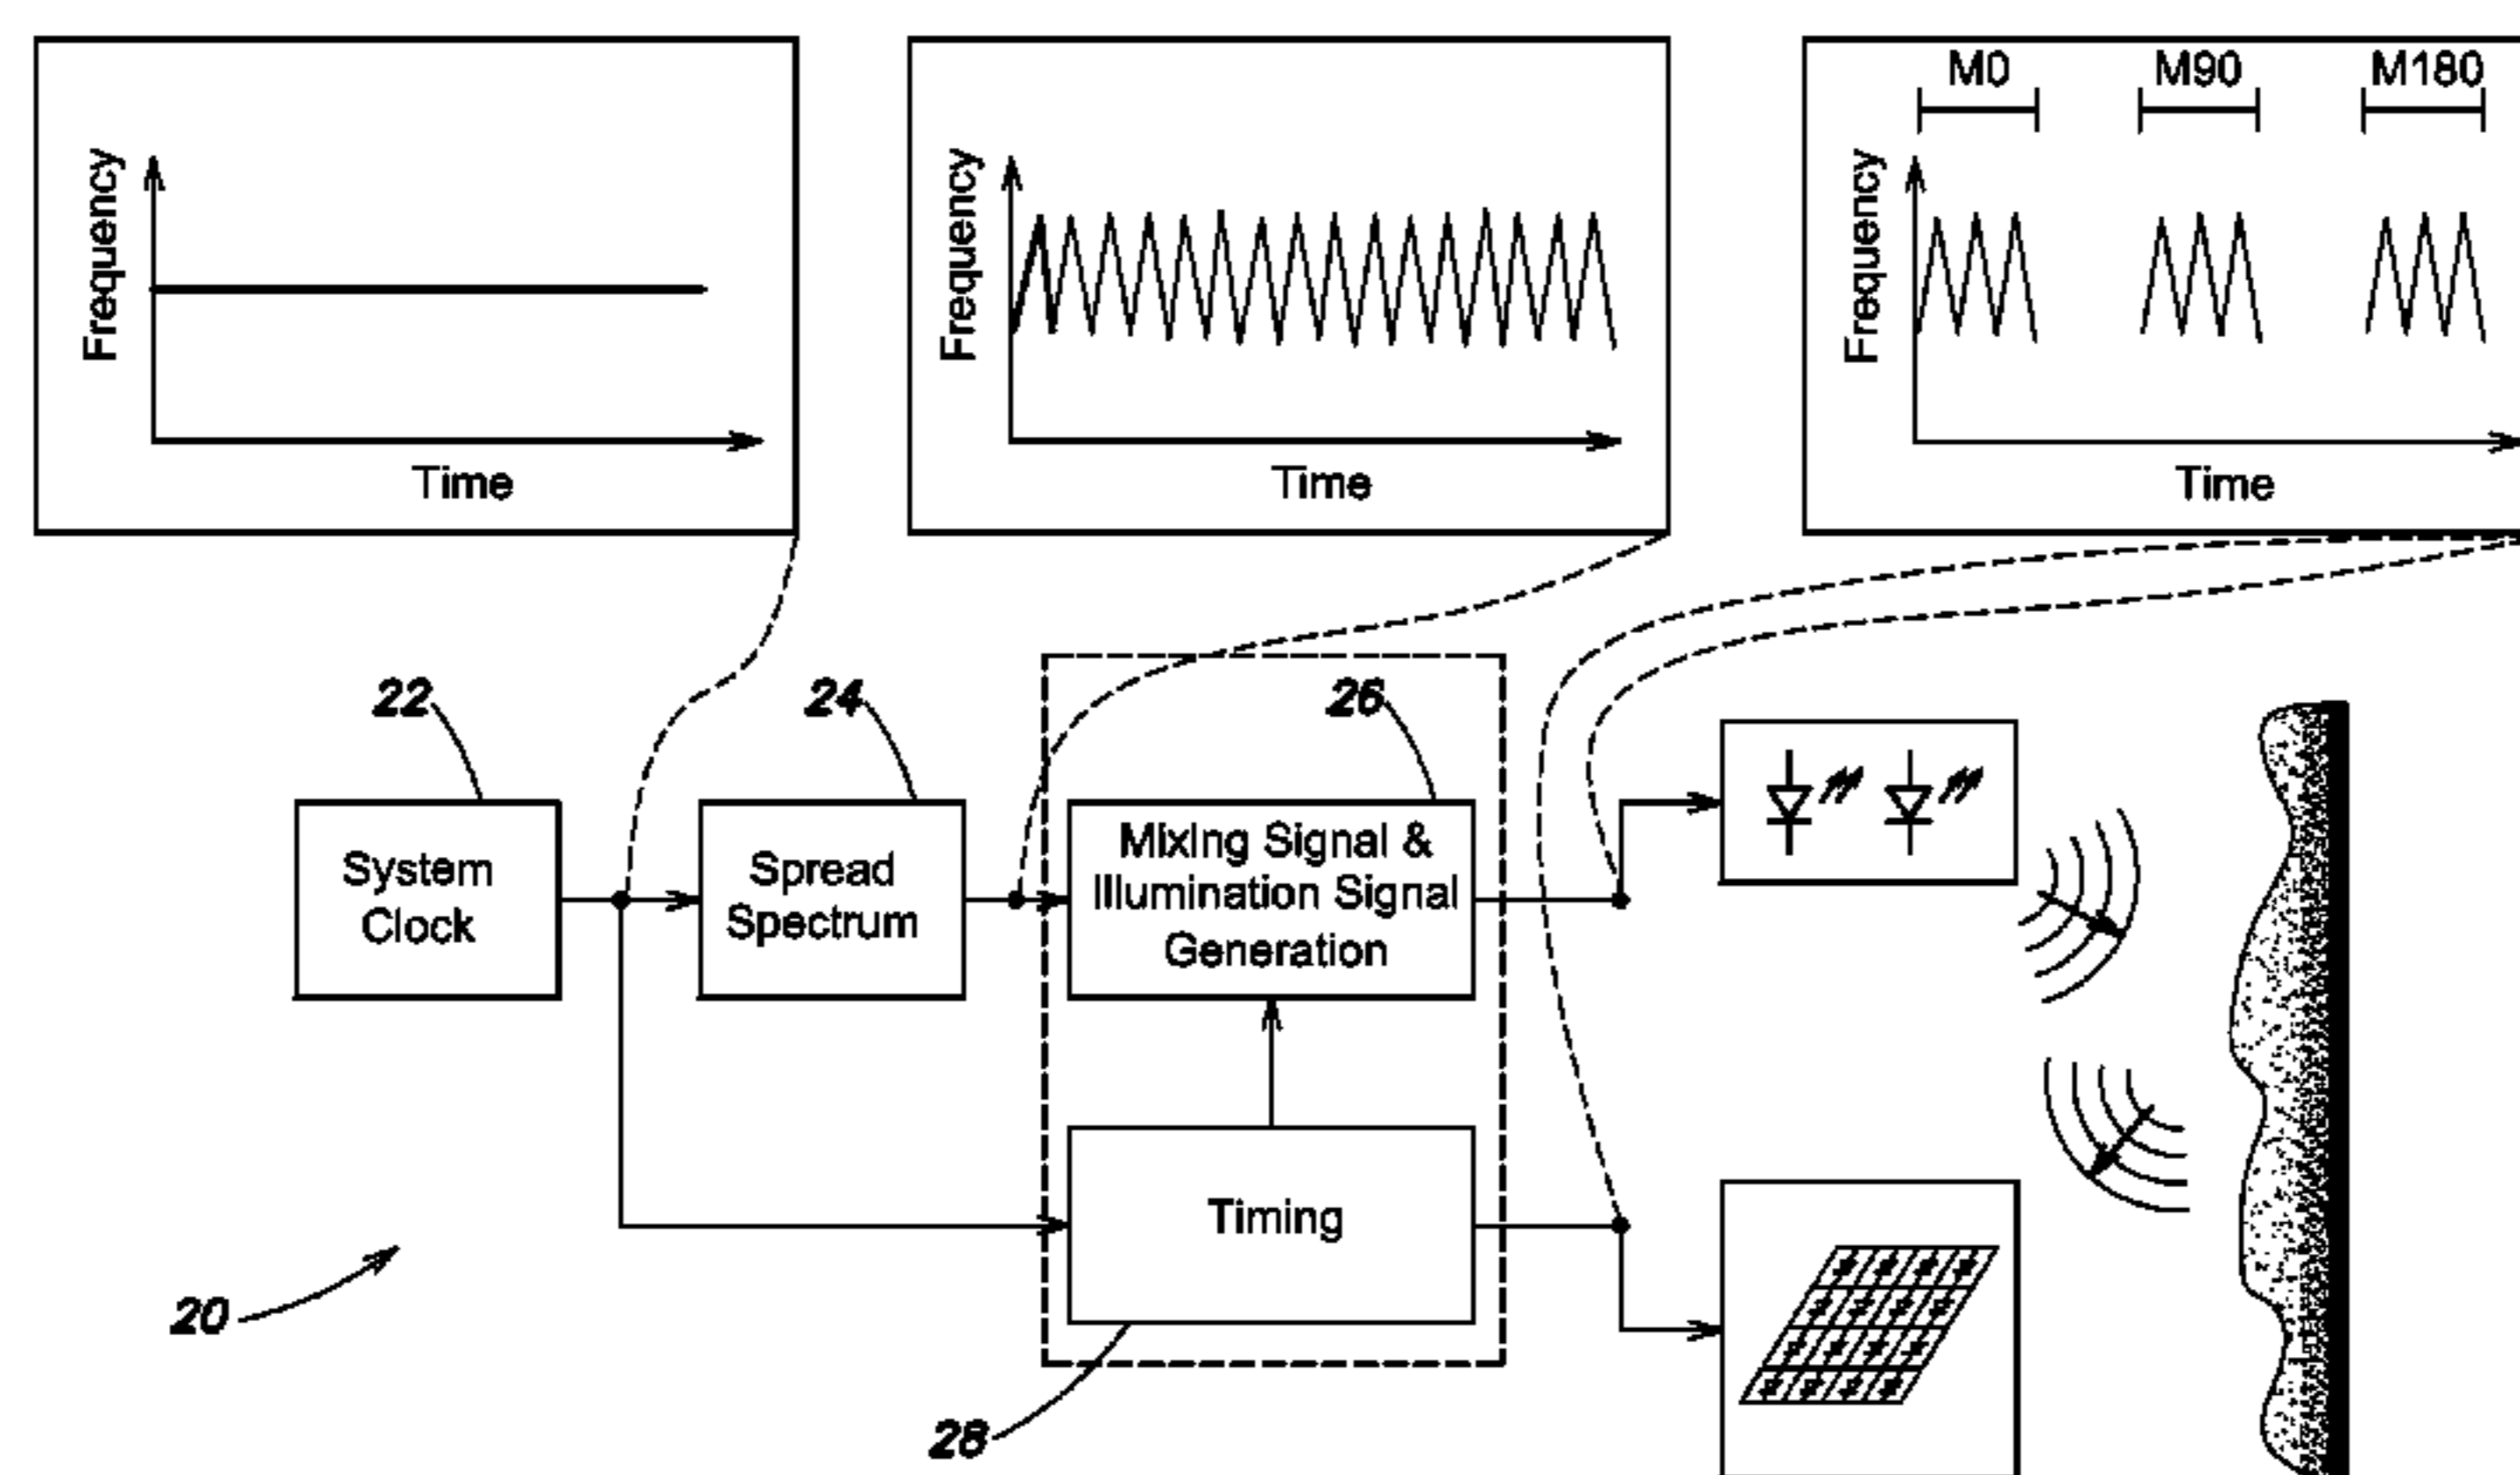 M0 M90 M180
Frequency
Time
Frequency
Time
Frequency
Time
22
24
26
System
Clock
Spread
Spectrum
Mixing Signal &
Illumination Signal
Generation
Timing
20
28